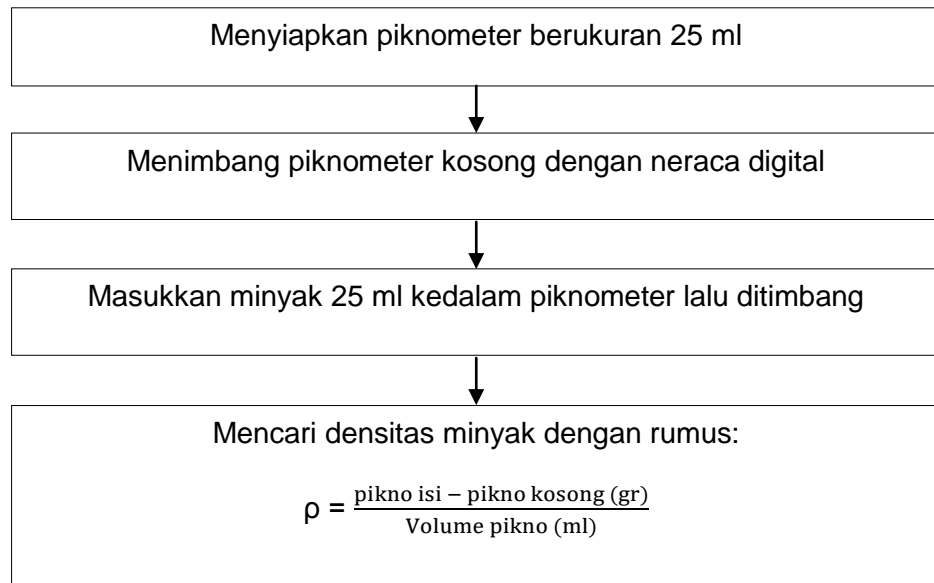 Menyiapkan piknometer berukuran 25 ml
Menimbang piknometer kosong dengan neraca digital
Masukkan minyak 25 ml kedalam piknometer lalu ditimbang
Mencari densitas minyak dengan rumus:
ρ = pikno isi – pikno kosong (gr)
Volume pikno (ml)